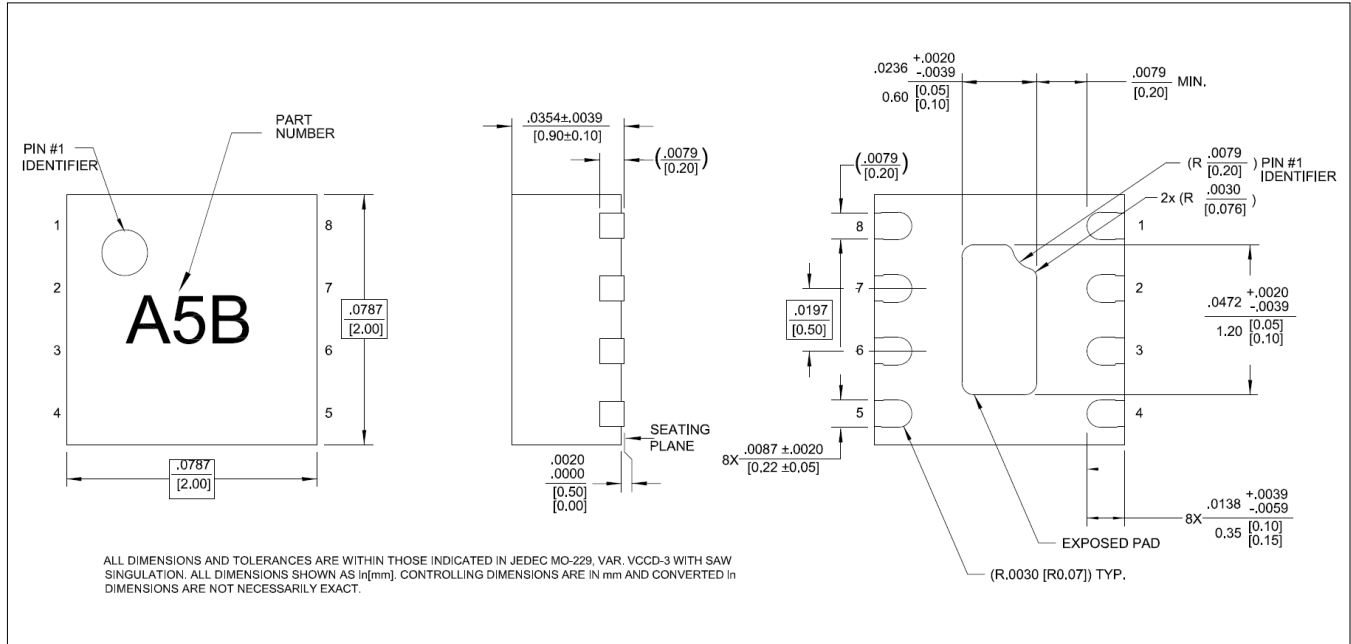 PART
NUMBER
PIN #1
IDENTIFIER
1
2
3
4
8
7
6
5
A5B
.0787
[2.00]
.0787
[2.00]
.0354±.0039
[0.90±0.10]
(.0079)
[0.20]
SEATING
PLANE
.0020
.0000
[0.50]
[0.00]
.0236 +.0020
-.0039
0.60 [0.05]
[0.10]
.0079 MIN.
[0.20]
(.0079)
[0.20]
(R .0079 ) PIN #1
[0.20] IDENTIFIER
2x (R .0030 )
[0.076]
8
7
6
5
1
2
3
4
.0197
[0.50]
.0472 +.0020
-.0039
1.20 [0.05]
[0.10]
8X .0087 ±.0020
[0,22 ±0,05]
8X .0138 +.0039
-.0059
0.35 [0.10]
[0.15]
EXPOSED PAD
(R.0030 [R0.07]) TYP.
ALL DIMENSIONS AND TOLERANCES ARE WITHIN THOSE INDICATED IN JEDEC MO-229, VAR. VCCD-3 WITH SAW
SINGULATION. ALL DIMENSIONS SHOWN AS In[mm]. CONTROLLING DIMENSIONS ARE IN mm AND CONVERTED In
DIMENSIONS ARE NOT NECESSARILY EXACT.